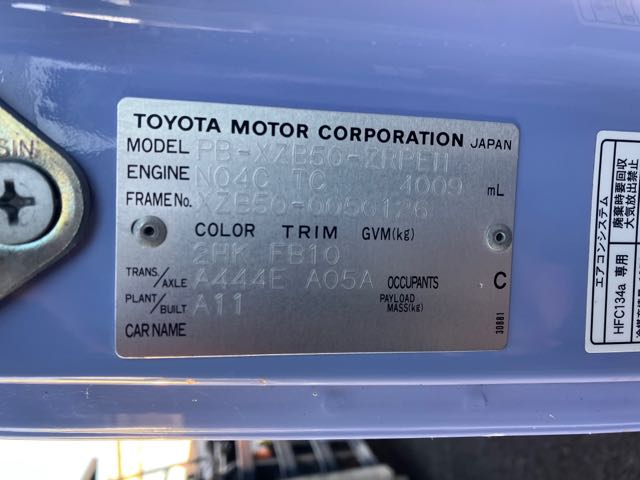 SIN
TOYOTA MOTOR CORPORATION JAPAN
MODEL PB-XZB50-ZRPEH
ENGINE N04C TC 4009 mL
FRAME No. XZB50-0056126
COLOR TRIM GVM(kg)
2PK FB10
TRANS./AXLE A444E A05A OCCUPANTS C
PLANT/BUILT A11 PAYLOAD MASS(kg)
CAR NAME
30881
エアコンシステム
HFC134a 専用
廃棄時要回収
大気放出禁止